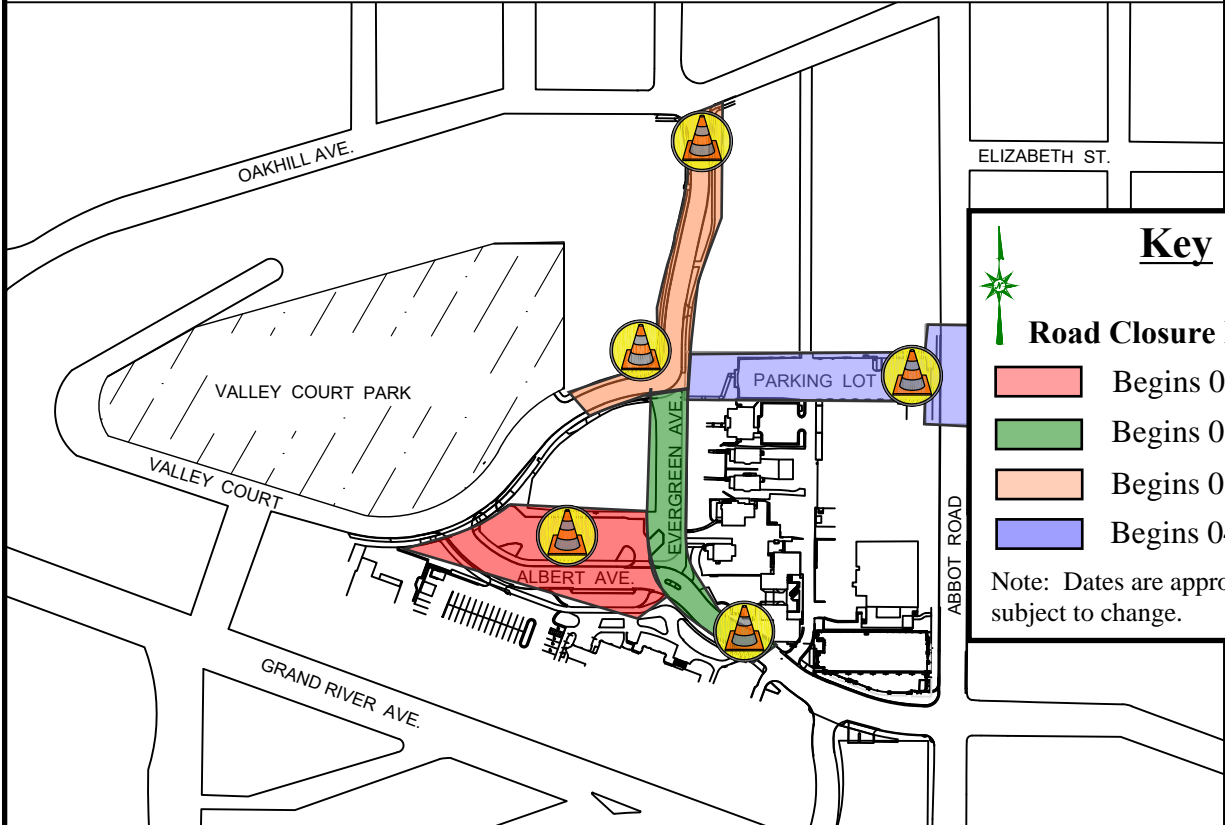 OAKHILL AVE.
ELIZABETH ST.
Key
N
Road Closure
Begins 0
Begins 0
Begins 0
Begins 04
Note: Dates are appro
subject to change.
PARKING LOT
VALLEY COURT PARK
EVERGREEN AVE.
VALLEY COURT
ABBOT ROAD
ALBERT AVE.
GRAND RIVER AVE.